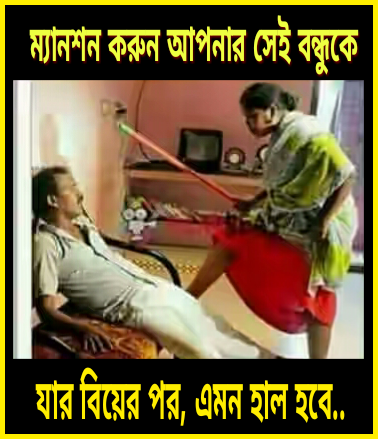 ম্যানশন করুন আপনার সেই বন্ধুকে
যার বিয়ের পর, এমন হাল হবে..